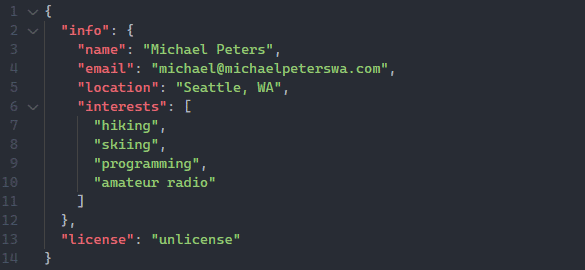 1 {
2 "info": {
3 "name": "Michael Peters",
4 "email": "michael@michaelpeterswa.com",
5 "location": "Seattle, WA",
6 "interests": [
7 "hiking",
8 "skiing",
9 "programming",
10 "amateur radio"
11 ]
12 },
13 "license": "unlicense"
14 }